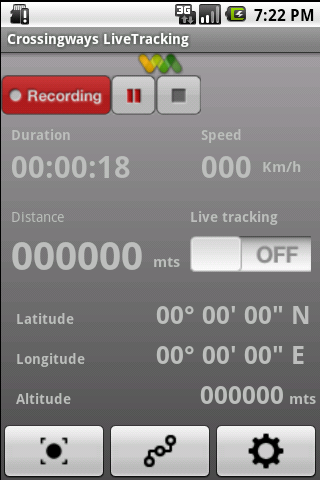 3G 7:22 PM
Crossingways LiveTracking
Recording
Duration Speed
00:00:18 000 Km/h
Distance Live tracking
000000 mts OFF
Latitude 00° 00' 00" N
Longitude 00° 00' 00" E
Altitude 000000 mts